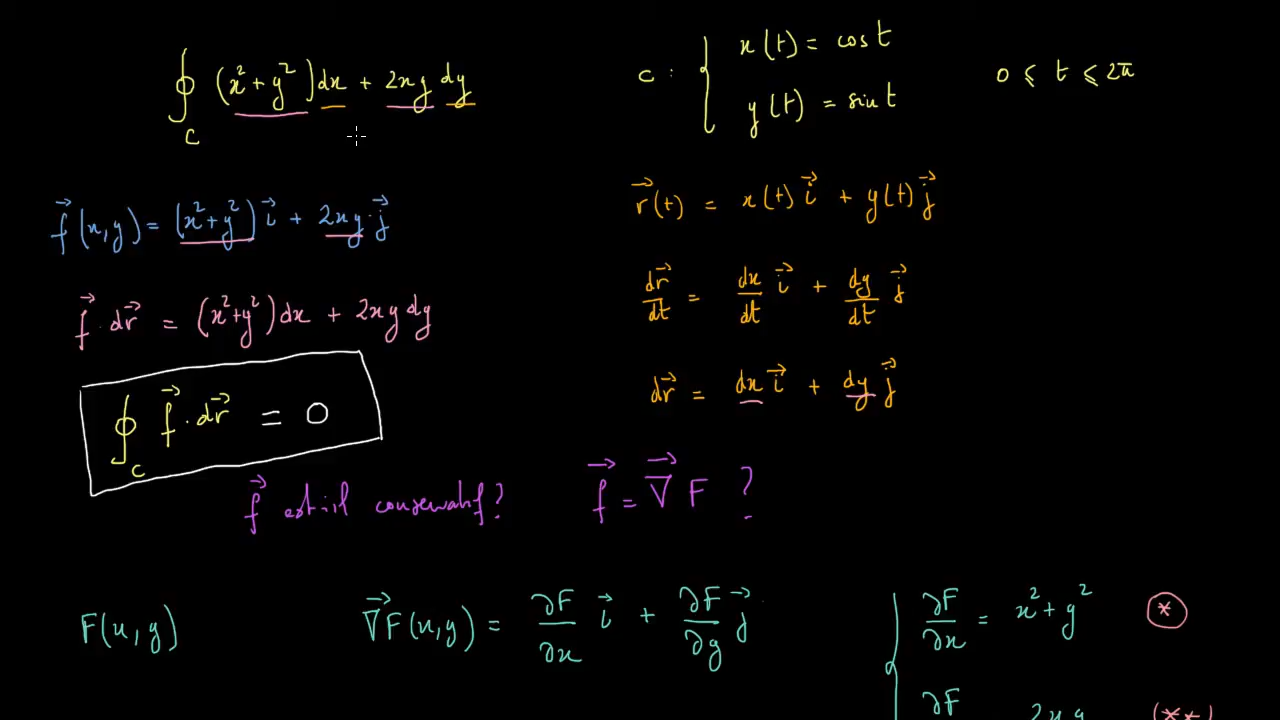 ∮_C (x² + y²) dx + 2xy dy
C : { x(t) = cos t
y(t) = sin t
0 ⩽ t ⩽ 2π
f⃗(x,y) = (x² + y²) i⃗ + 2xy j⃗
r⃗(t) = x(t) i⃗ + y(t) j⃗
f⃗ · dr⃗ = (x² + y²) dx + 2xy dy
dr⃗/dt = dx/dt i⃗ + dy/dt j⃗
dr⃗ = dx i⃗ + dy j⃗
∮_C f⃗ · dr⃗ = 0
f⃗ est-il conservatif ?
f⃗ = ∇⃗ F ?
F(x,y)
∇⃗F(x,y) = ∂F/∂x i⃗ + ∂F/∂y j⃗
{ ∂F/∂x = x² + y² (*)
∂F 2xy (**)